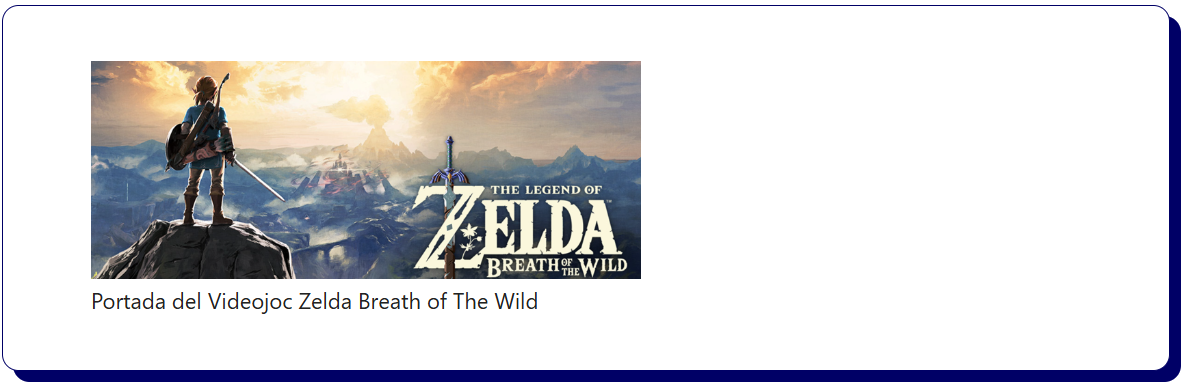 THE LEGEND OF
ZELDA
BREATH OF THE WILD
Portada del Videojoc Zelda Breath of The Wild